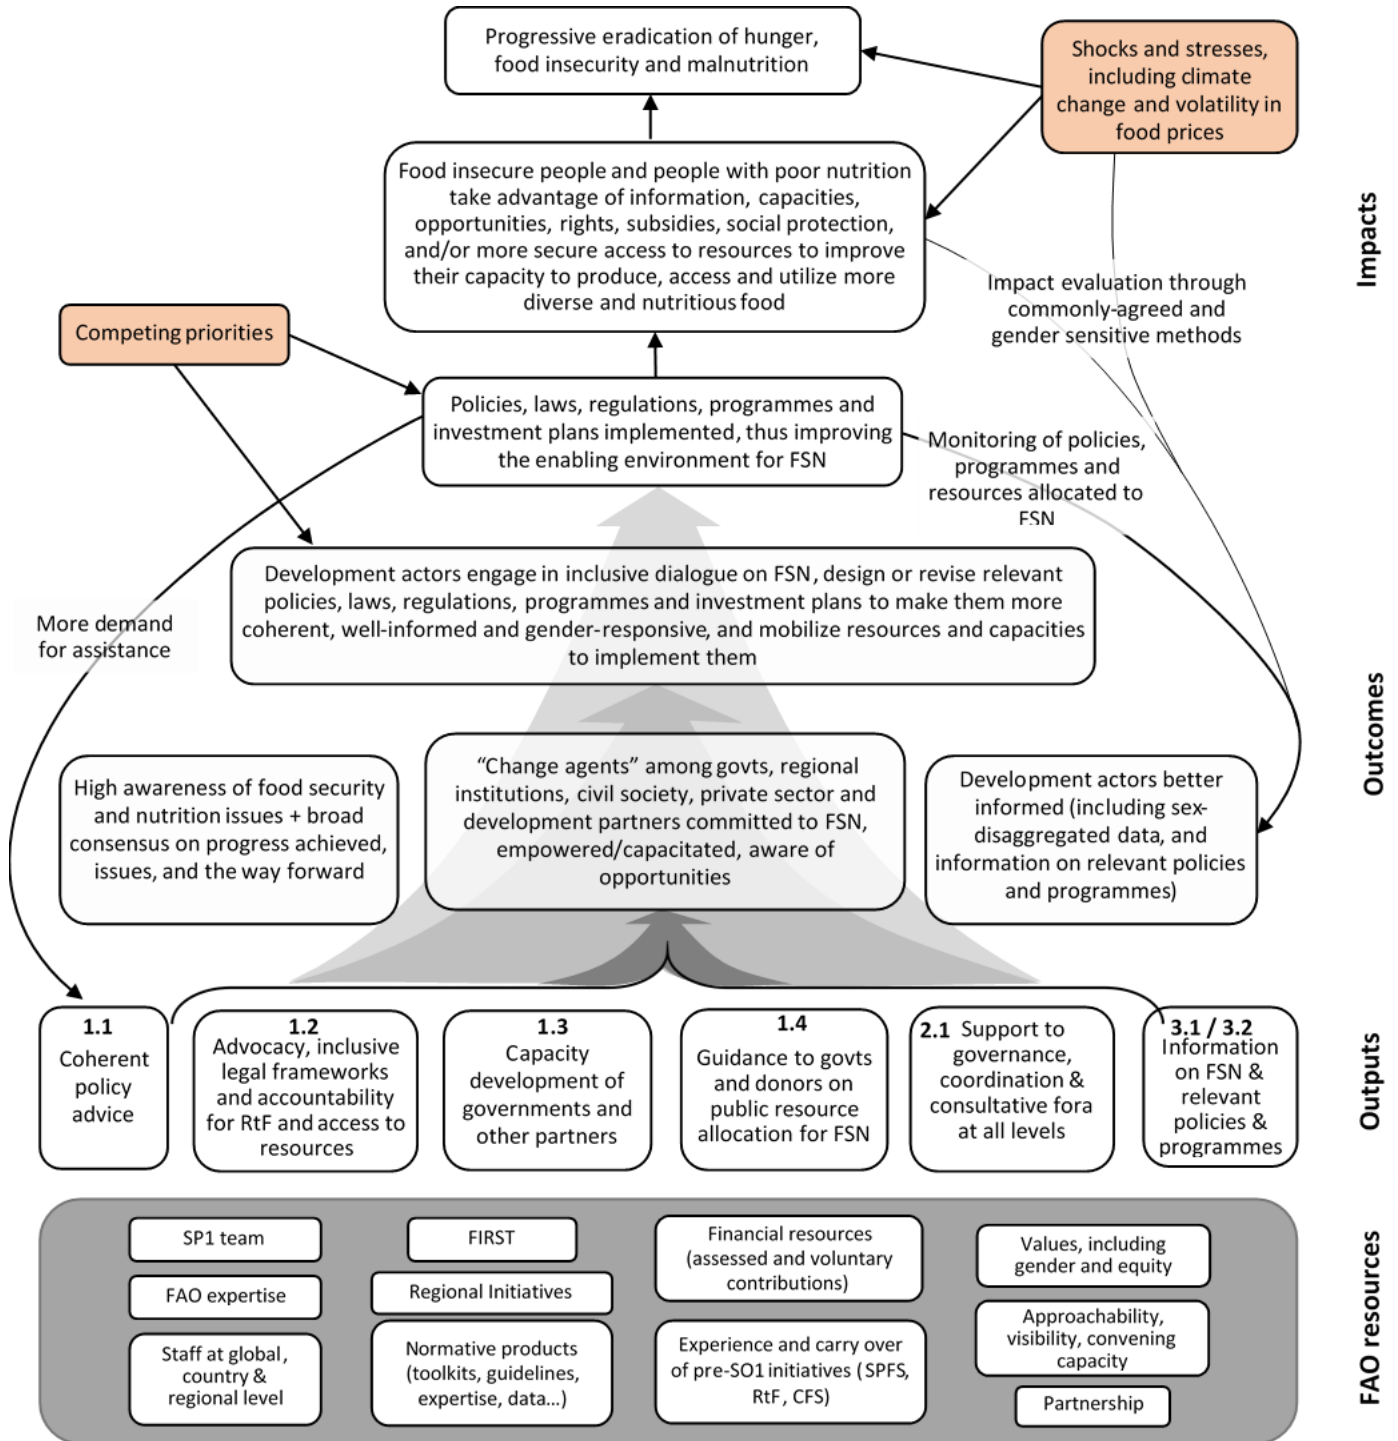 Progressive eradication of hunger,
food insecurity and malnutrition
Shocks and stresses,
including climate
change and volatility in
food prices
Food insecure people and people with poor nutrition
take advantage of information, capacities,
opportunities, rights, subsidies, social protection,
and/or more secure access to resources to improve
their capacity to produce, access and utilize more
diverse and nutritious food
Impacts
Impact evaluation through
commonly-agreed and
gender sensitive methods
Competing priorities
Policies, laws, regulations, programmes and
investment plans implemented, thus improving
the enabling environment for FSN
Monitoring of policies,
programmes and
resources allocated to
FSN
Development actors engage in inclusive dialogue on FSN, design or revise relevant
policies, laws, regulations, programmes and investment plans to make them more
coherent, well-informed and gender-responsive, and mobilize resources and capacities
to implement them
More demand
for assistance
Outcomes
High awareness of food security
and nutrition issues + broad
consensus on progress achieved,
issues, and the way forward
“Change agents” among govts, regional
institutions, civil society, private sector and
development partners committed to FSN,
empowered/capacitated, aware of
opportunities
Development actors better
informed (including sex-
disaggregated data, and
information on relevant policies
and programmes)
1.1
Coherent
policy
advice
1.2
Advocacy, inclusive
legal frameworks
and accountability
for RtF and access to
resources
1.3
Capacity
development of
governments and
other partners
1.4
Guidance to govts
and donors on
public resource
allocation for FSN
2.1 Support to
governance,
coordination &
consultative fora
at all levels
3.1 / 3.2
Information
on FSN &
relevant
policies &
programmes
Outputs
SP1 team
FAO expertise
Staff at global,
country &
regional level
FIRST
Regional Initiatives
Normative products
(toolkits, guidelines,
expertise, data…)
Financial resources
(assessed and voluntary
contributions)
Experience and carry over
of pre-SO1 initiatives (SPFS,
RtF, CFS)
Values, including
gender and equity
Approachability,
visibility, convening
capacity
Partnership
FAO resources